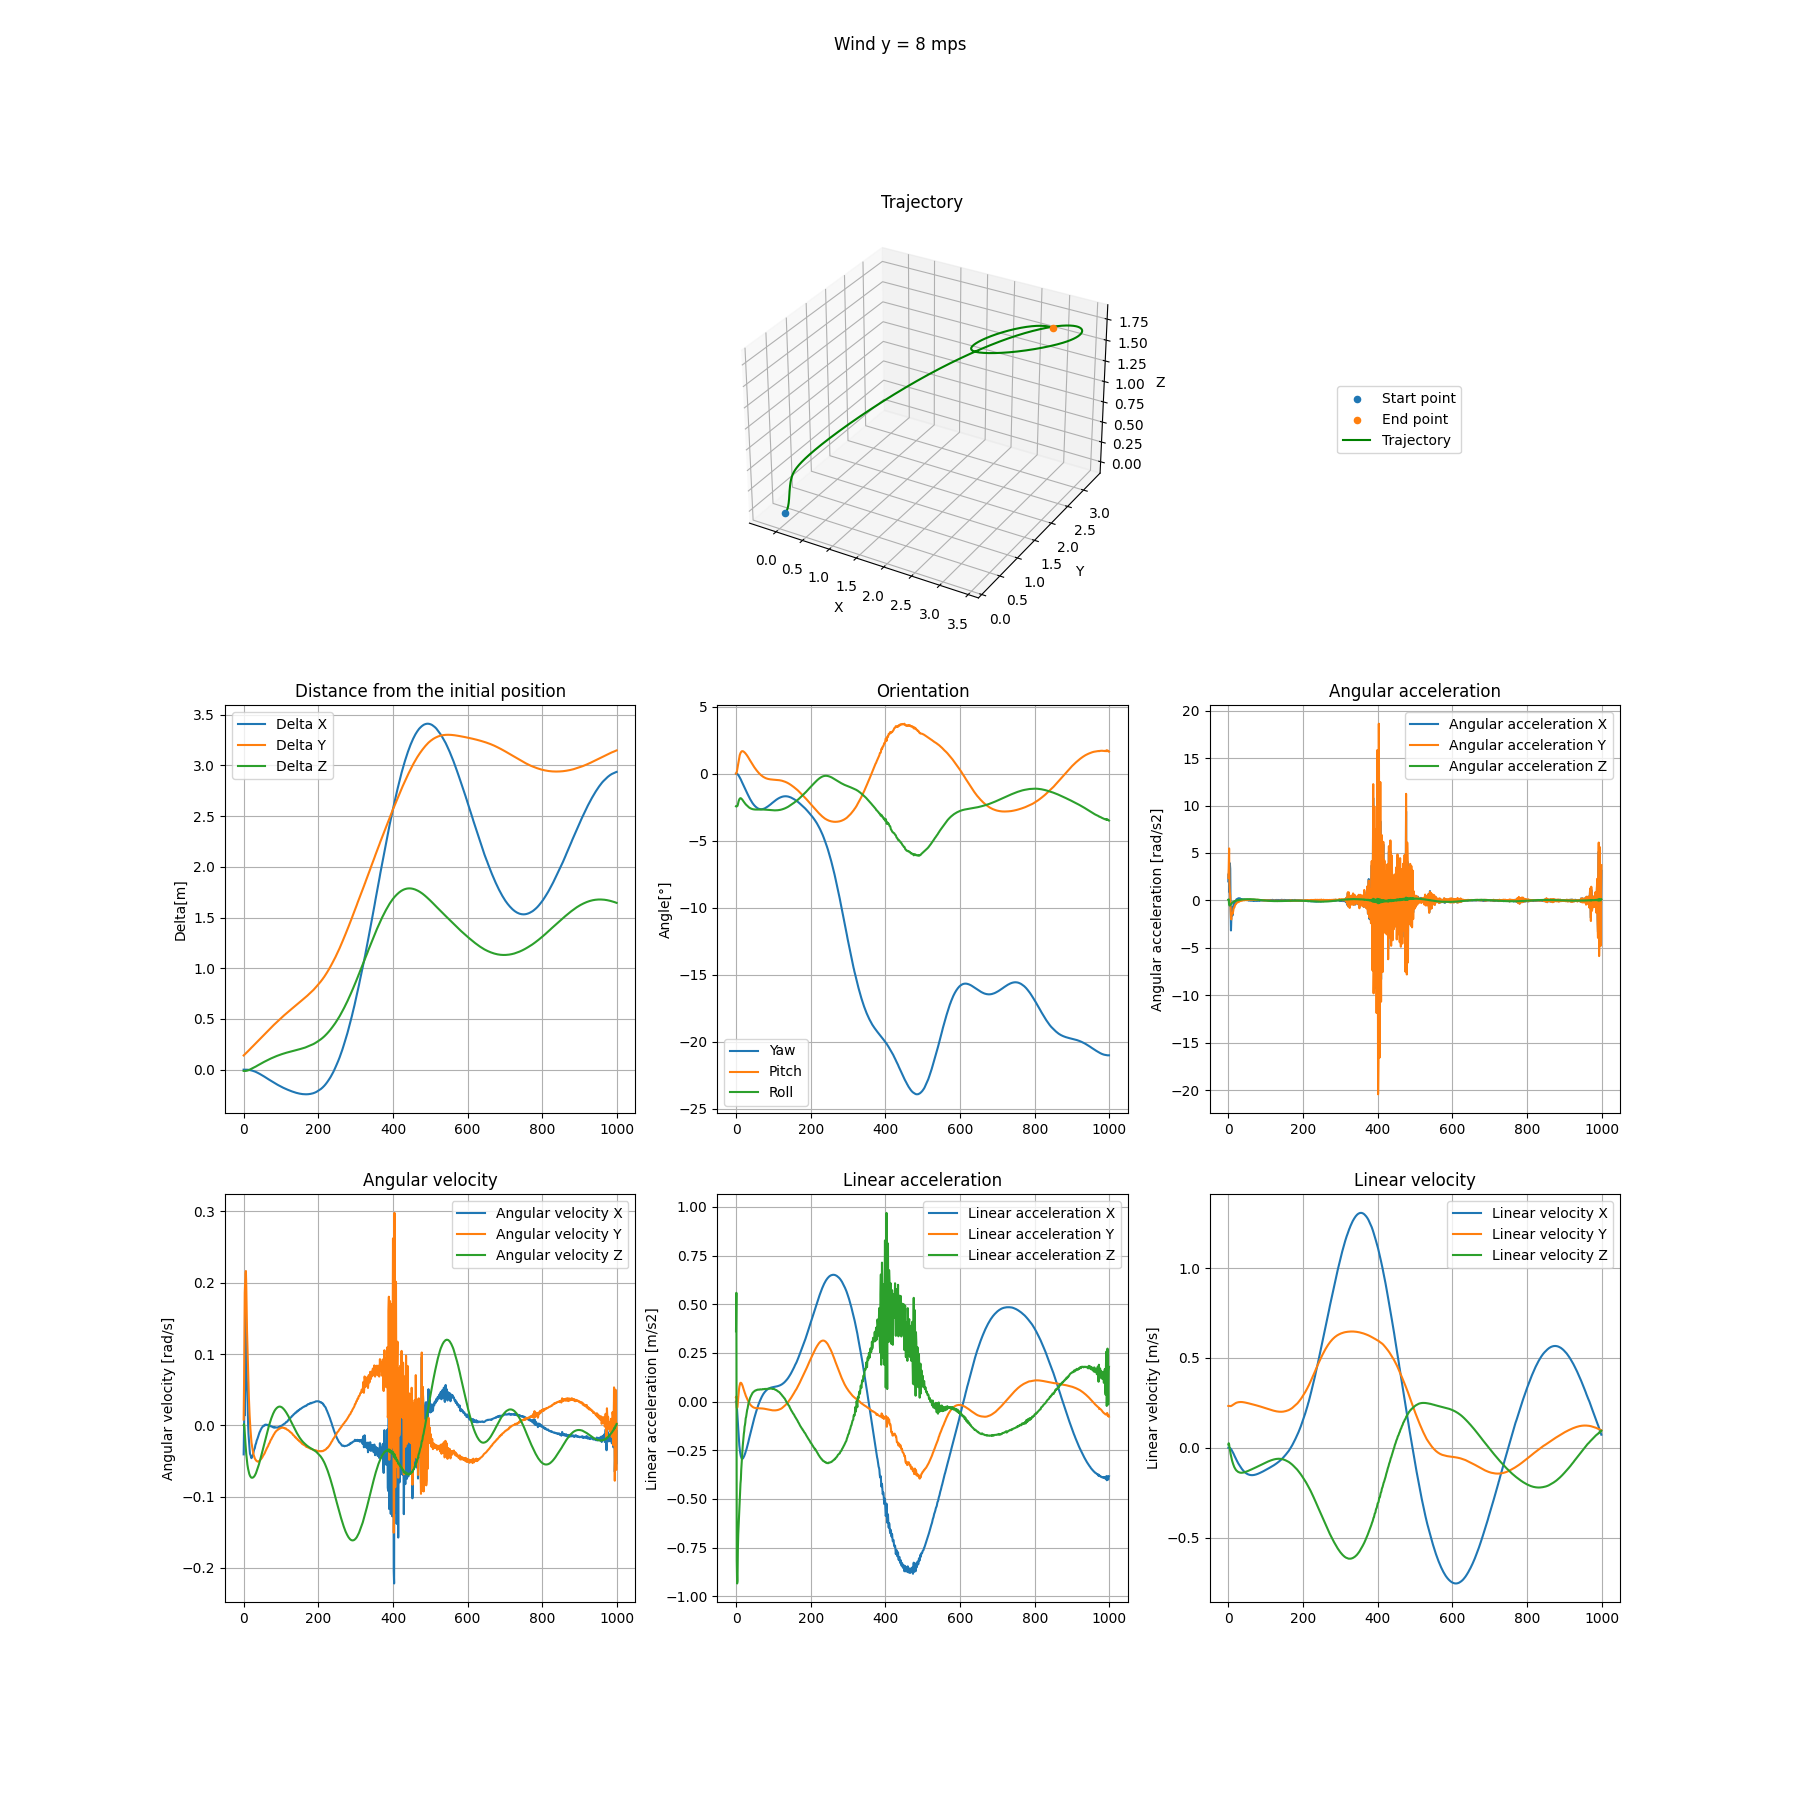 Wind y = 8 mps
Trajectory
1.75
1.50
1.25
1.00
0.75
0.50
0.25
0.00
Z
3.0
2.5
2.0
1.5
1.0
0.5
0.0
Y
0.0
0.5
1.0
1.5
2.0
2.5
3.0
3.5
X
Start point
End point
Trajectory
Distance from the initial position
Delta X
Delta Y
Delta Z
Delta[m]
3.5
3.0
2.5
2.0
1.5
1.0
0.5
0.0
0 200 400 600 800 1000
Orientation
Yaw
Pitch
Roll
Angle[°]
5
0
−5
−10
−15
−20
−25
0 200 400 600 800 1000
Angular acceleration
Angular acceleration X
Angular acceleration Y
Angular acceleration Z
Angular acceleration [rad/s2]
20
15
10
5
0
−5
−10
−15
−20
0 200 400 600 800 1000
Angular velocity
Angular velocity X
Angular velocity Y
Angular velocity Z
Angular velocity [rad/s]
0.3
0.2
0.1
0.0
−0.1
−0.2
0 200 400 600 800 1000
Linear acceleration
Linear acceleration X
Linear acceleration Y
Linear acceleration Z
Linear acceleration [m/s2]
1.00
0.75
0.50
0.25
0.00
−0.25
−0.50
−0.75
−1.00
0 200 400 600 800 1000
Linear velocity
Linear velocity X
Linear velocity Y
Linear velocity Z
Linear velocity [m/s]
1.0
0.5
0.0
−0.5
0 200 400 600 800 1000